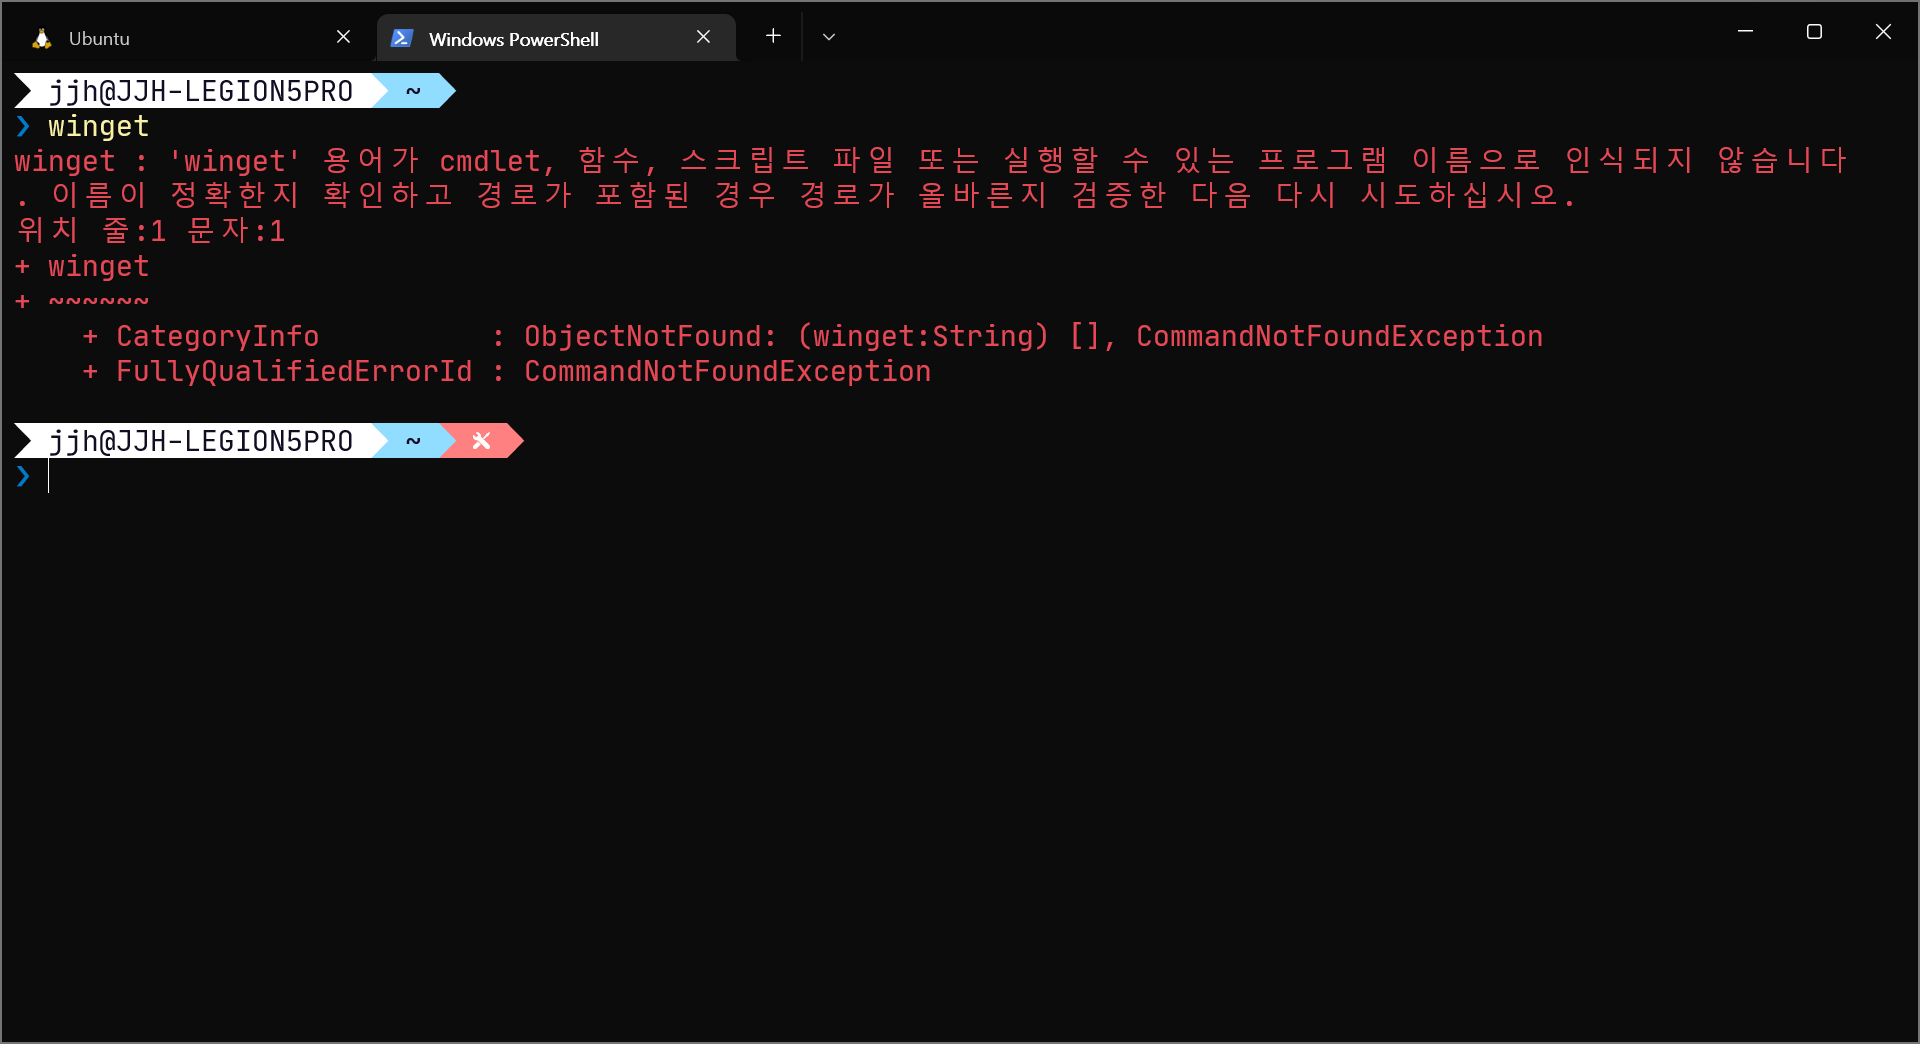 Ubuntu
Windows PowerShell
jjh@JJH-LEGION5PRO ~
❯ winget
winget : 'winget' 용어가 cmdlet, 함수, 스크립트 파일 또는 실행할 수 있는 프로그램 이름으로 인식되지 않습니다
. 이름이 정확한지 확인하고 경로가 포함된 경우 경로가 올바른지 검증한 다음 다시 시도하십시오.
위치 줄:1 문자:1
+ winget
+ ~~~~~~
    + CategoryInfo          : ObjectNotFound: (winget:String) [], CommandNotFoundException
    + FullyQualifiedErrorId : CommandNotFoundException
jjh@JJH-LEGION5PRO ~
❯